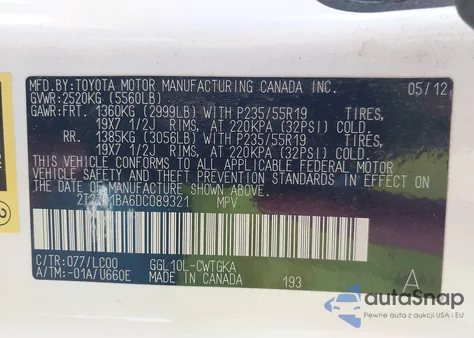 MFD.BY:TOYOTA MOTOR MANUFACTURING CANADA INC. 05/12
GVWR:2520KG (5560LB)
GAWR:FRT. 1360KG (2999LB) WITH P235/55R19 TIRES,
19X7 1/2J RIMS, AT 220KPA (32PSI) COLD.
RR. 1385KG (3056LB) WITH P235/55R19 TIRES,
19X7 1/2J RIMS, AT 220KPA (32PSI) COLD.
THIS VEHICLE CONFORMS TO ALL APPLICABLE FEDERAL MOTOR
VEHICLE SAFETY AND THEFT PREVENTION STANDARDS IN EFFECT ON
THE DATE OF MANUFACTURE SHOWN ABOVE.
MPV
C/TR:077/LC00 GGL10L-CWTGKA
A/TM:-01A/U660E MADE IN CANADA 193 A
2
autoSnap
Pewne auta z aukcji USA i EU